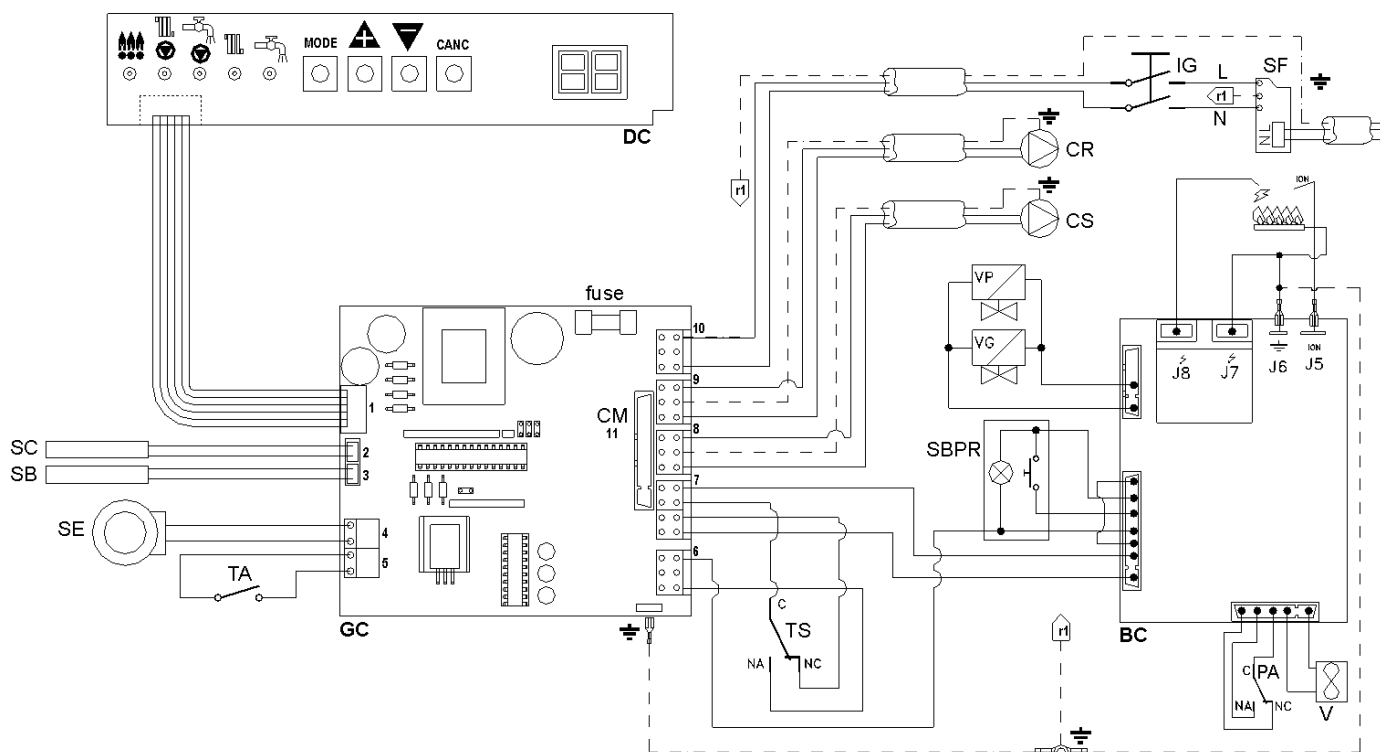 MODE
CANC
DC
IG
L
SF
r1
N
N L
r1
CR
CS
ION
VP
fuse
10
VG
J8
J7
J6
ION
J5
9
1
CM
11
8
SC
2
SBPR
SB
3
7
SE
4
6
5
TA
C
TS
GC
NA
NC
r1
BC
C
PA
NA
NC
V